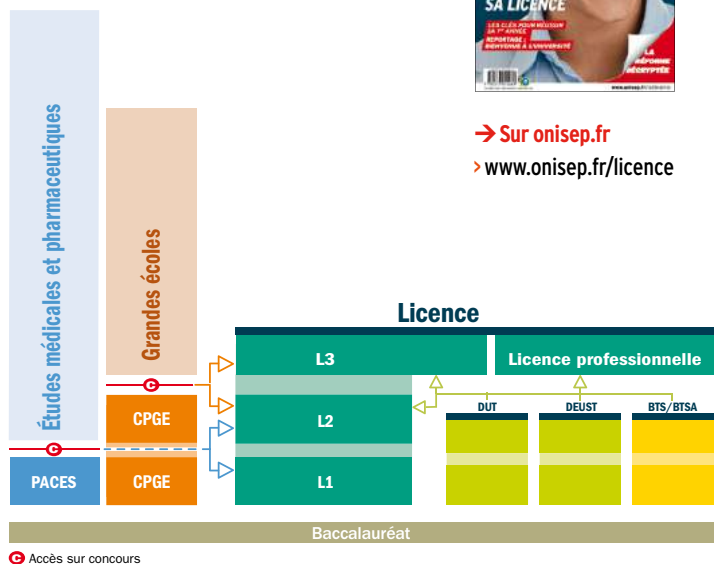 SA LICENCE
LES CLÉS POUR RÉUSSIR
SA 1re ANNÉE
REPORTAGE :
BIENVENUE À L'UNIVERSITÉ
LA
RÉFORME
DÉCRYPTÉE
→ Sur onisep.fr
> www.onisep.fr/licence
Études médicales et pharmaceutiques
Grandes écoles
Licence
L3
Licence professionnelle
C
CPGE
L2
DUT
DEUST
BTS/BTSA
C
PACES
CPGE
L1
Baccalauréat
C Accès sur concours